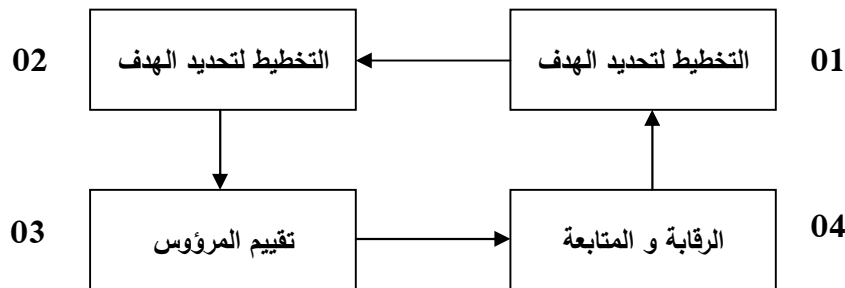 01
التخطيط لتحديد الهدف
التخطيط لتحديد الهدف
02
04
الرقابة و المتابعة
تقييم المرؤوس
03